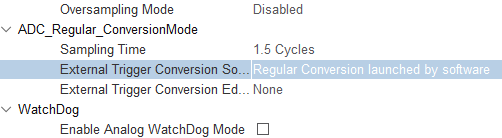 Oversampling Mode Disabled
ADC_Regular_ConversionMode
Sampling Time 1.5 Cycles
External Trigger Conversion So... Regular Conversion launched by software
External Trigger Conversion Ed... None
WatchDog
Enable Analog WatchDog Mode